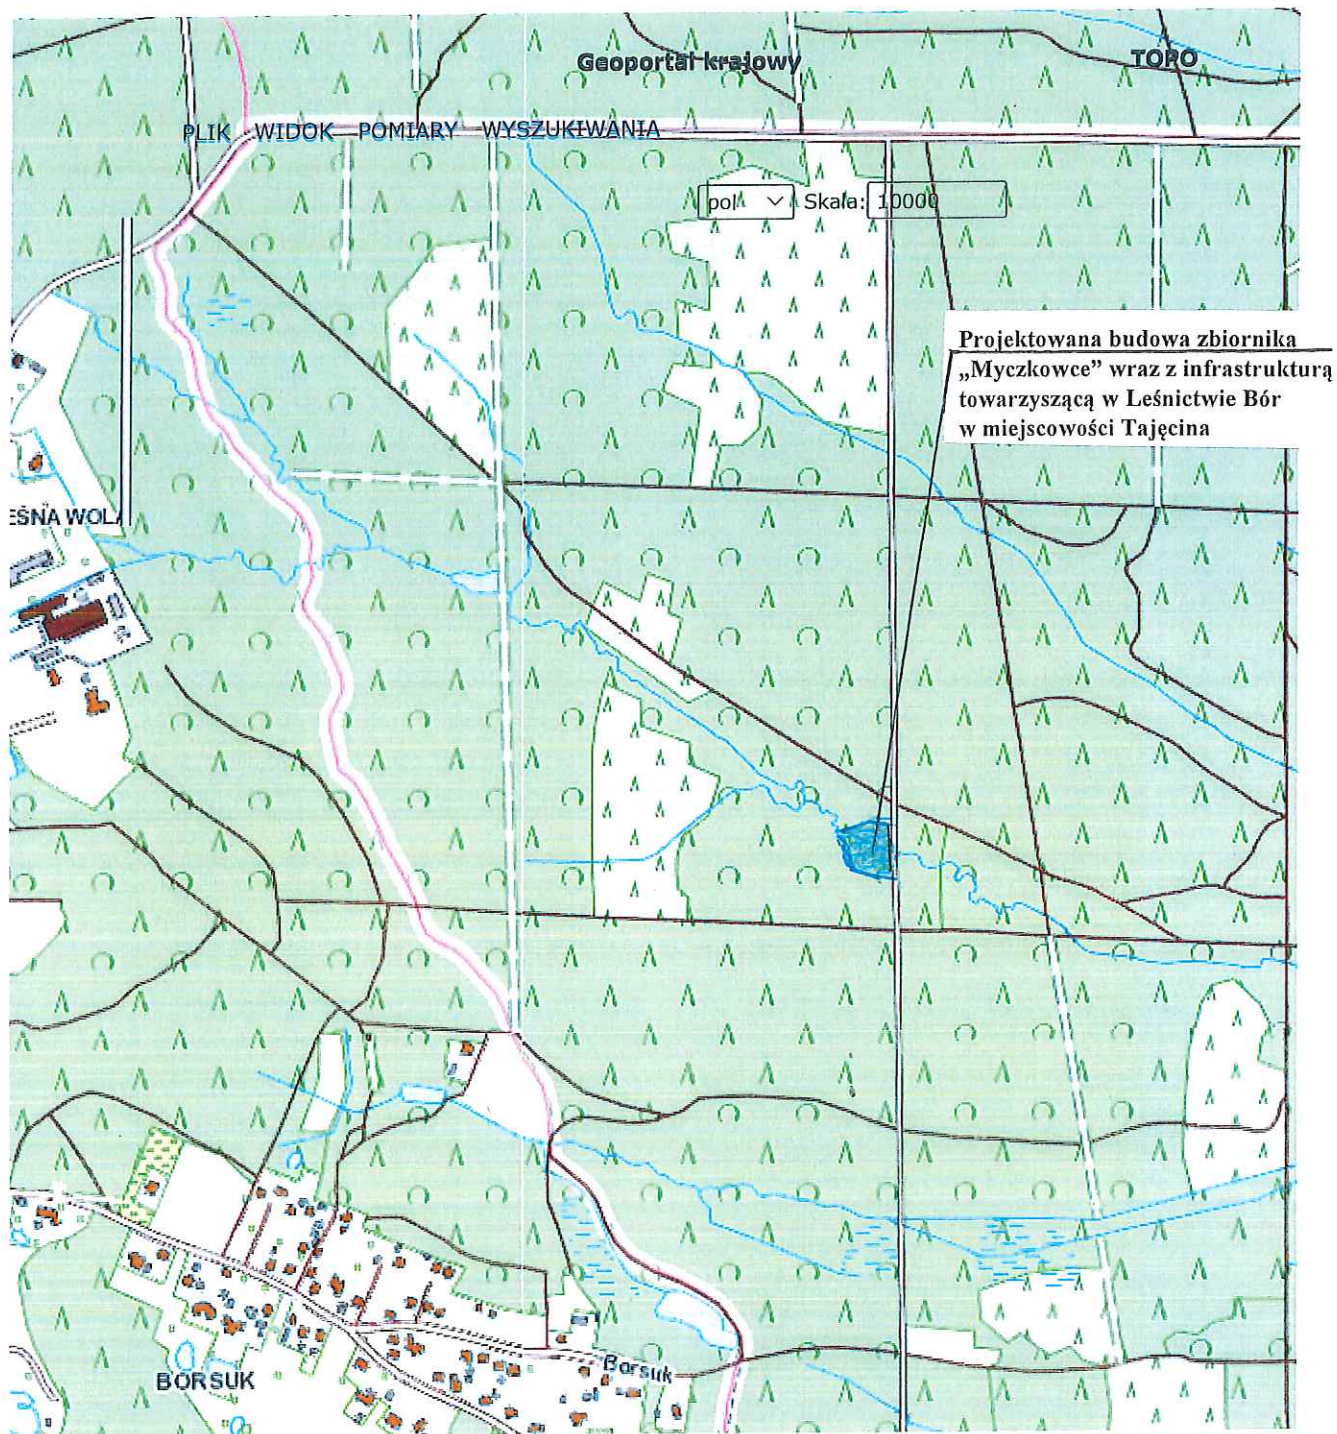 Geoportal krajowy TOPO
PLIK WIDOK POMIARY WYSZUKIWANIA
pol Skala: 10000
Projektowana budowa zbiornika
„Myczkowce” wraz z infrastrukturą
towarzyszącą w Leśnictwie Bór
w miejscowości Tajęcina
EŚNA WOLA
Borsuk
BORSUK